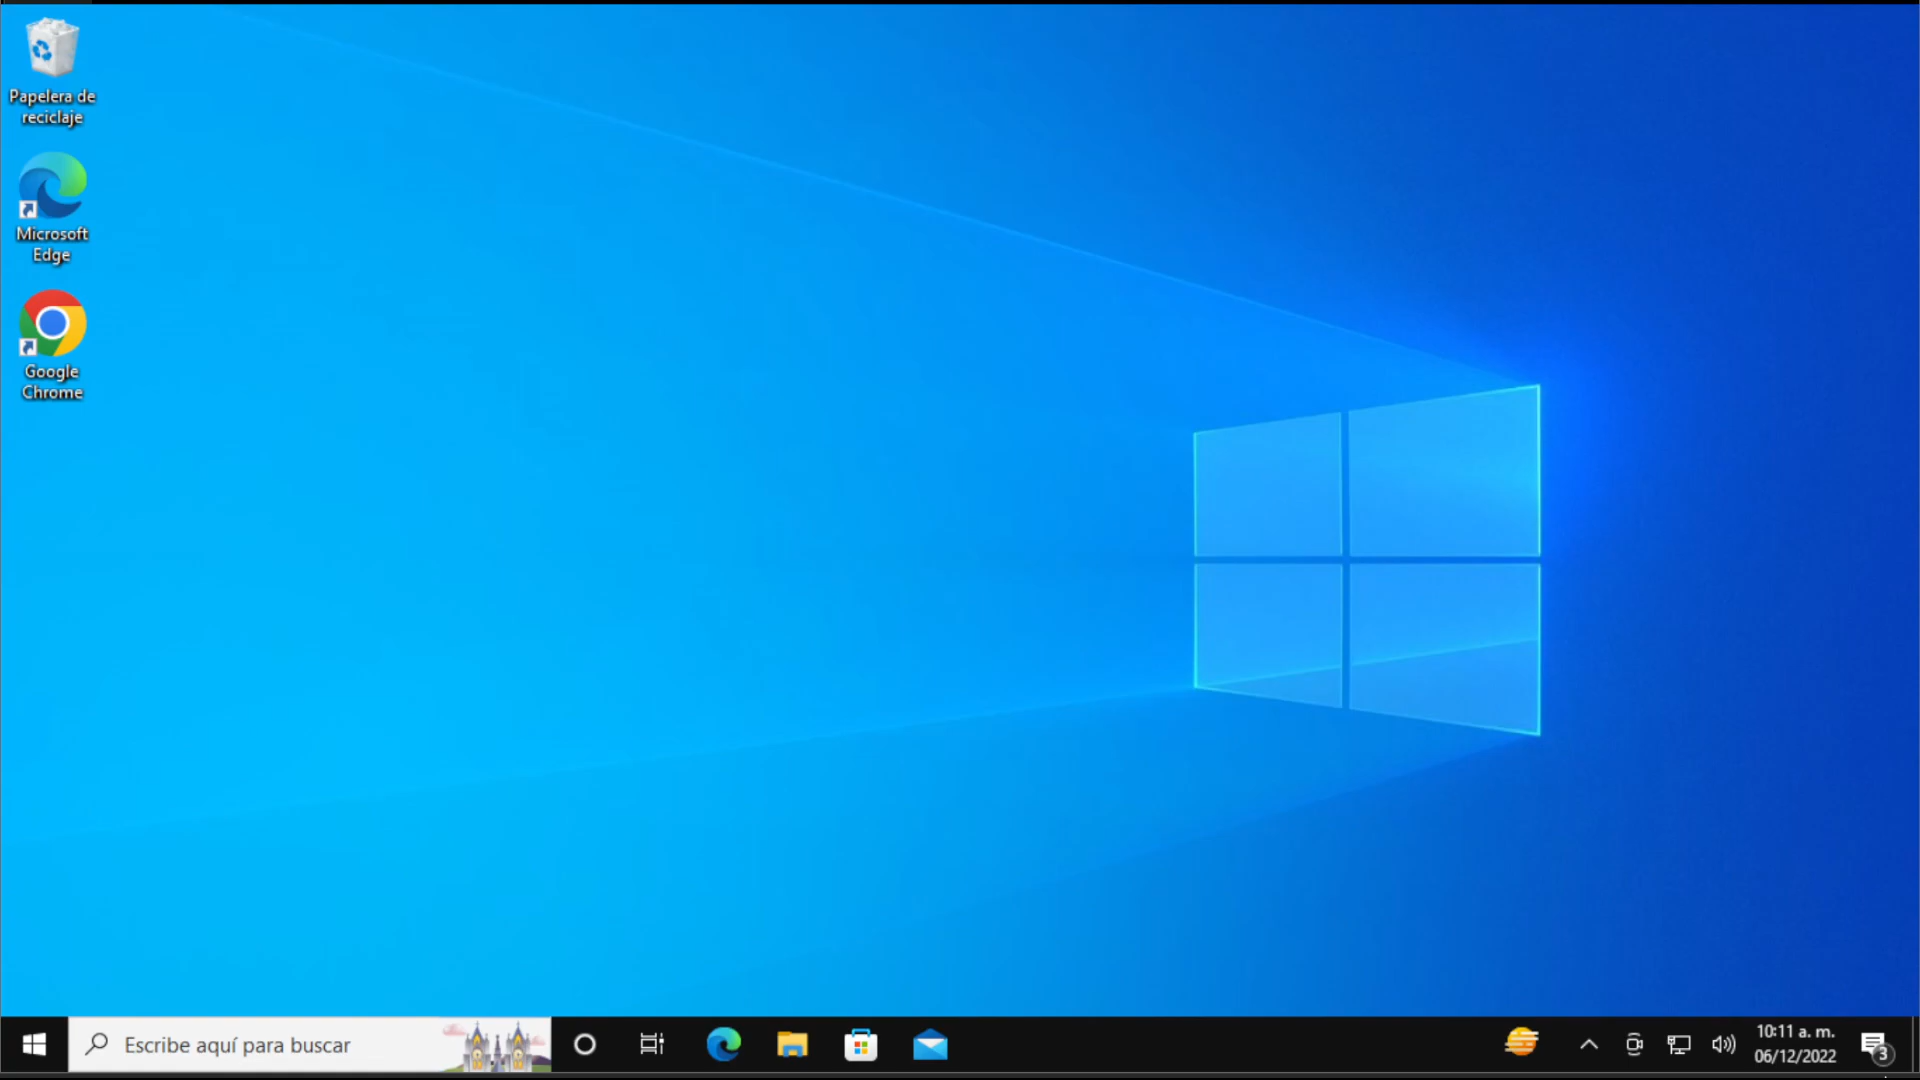 Papelera de
reciclaje
Microsoft
Edge
Google
Chrome
Escribe aquí para buscar
10:11 a. m.
06/12/2022
3